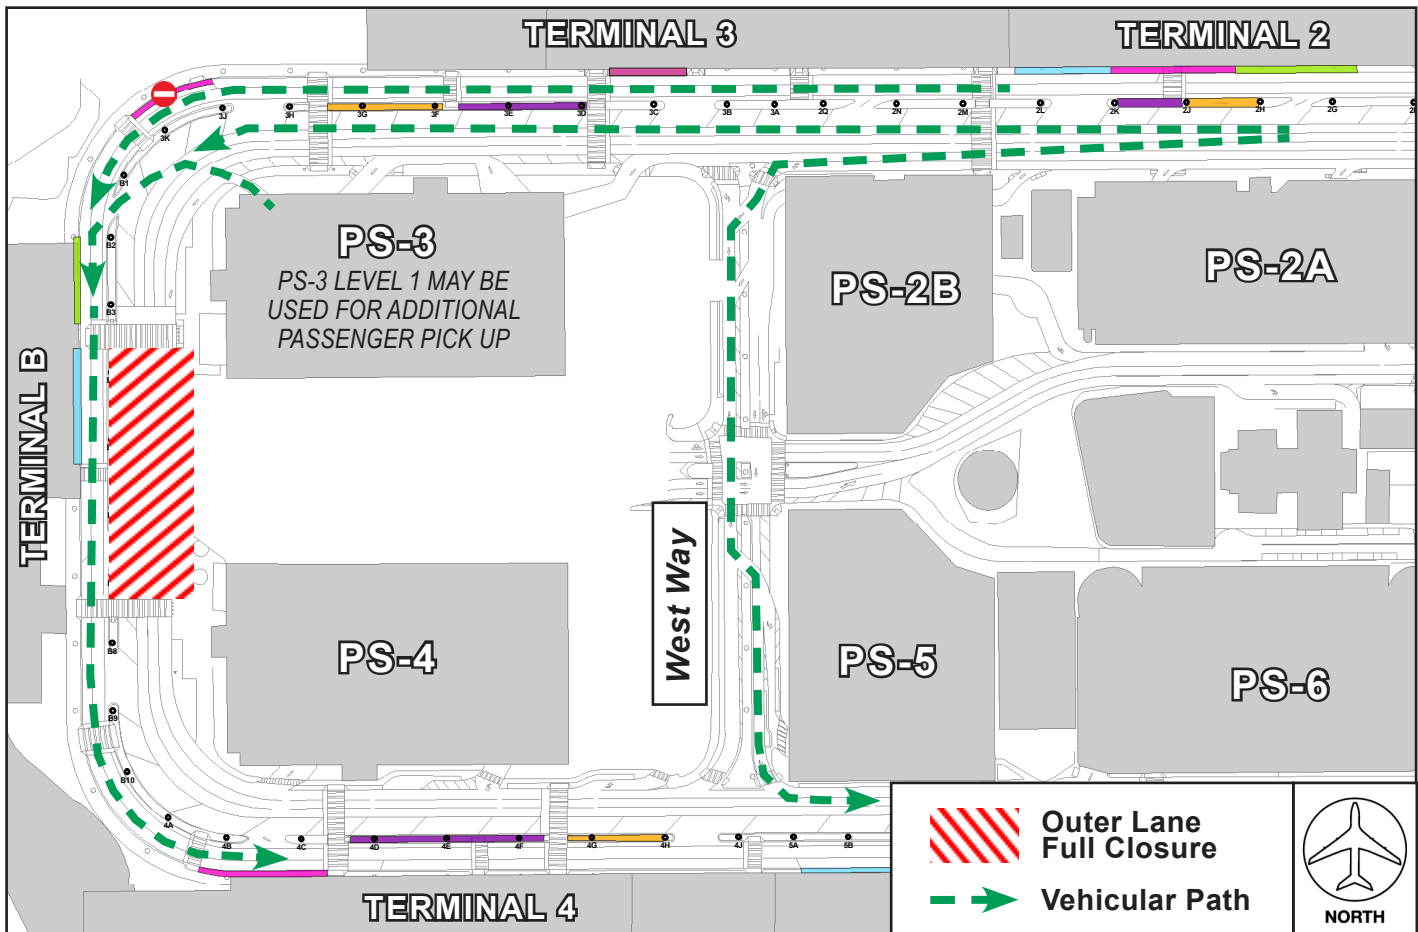 TERMINAL 3
TERMINAL 2
3J
3H
3G
3F
3E
3D
3C
3B
3A
2Q
2N
2M
2L
2K
2J
2H
2G
3K
B1
B2
B3
PS-3
PS-3 LEVEL 1 MAY BE
USED FOR ADDITIONAL
PASSENGER PICK UP
PS-2B
PS-2A
TERMINAL B
West Way
PS-4
PS-5
PS-6
B8
B9
B10
4A
4B
4C
4D
4E
4F
4G
4H
4J
5A
5B
TERMINAL 4
Outer Lane
Full Closure
Vehicular Path
NORTH